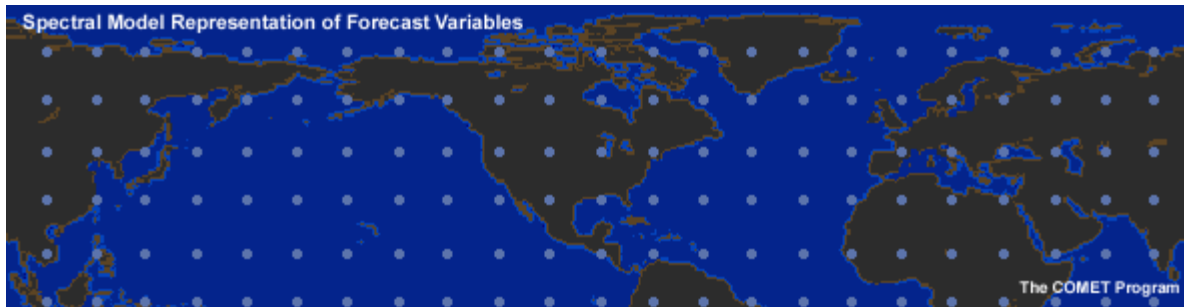 Spectral Model Representation of Forecast Variables
The COMET Program